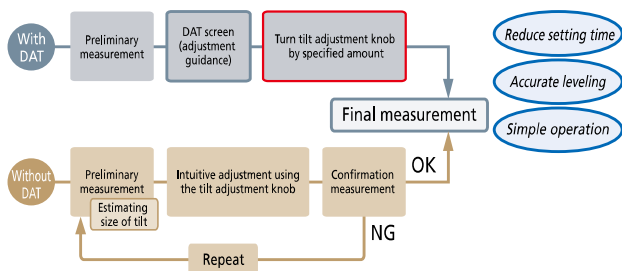 With
DAT
Preliminary
measurement
DAT screen
(adjustment
guidance)
Turn tilt adjustment knob
by specified amount
Reduce setting time
Accurate leveling
Simple operation
Final measurement
Without
DAT
Preliminary
measurement
Estimating
size of tilt
Intuitive adjustment using
the tilt adjustment knob
Confirmation
measurement
OK
NG
Repeat